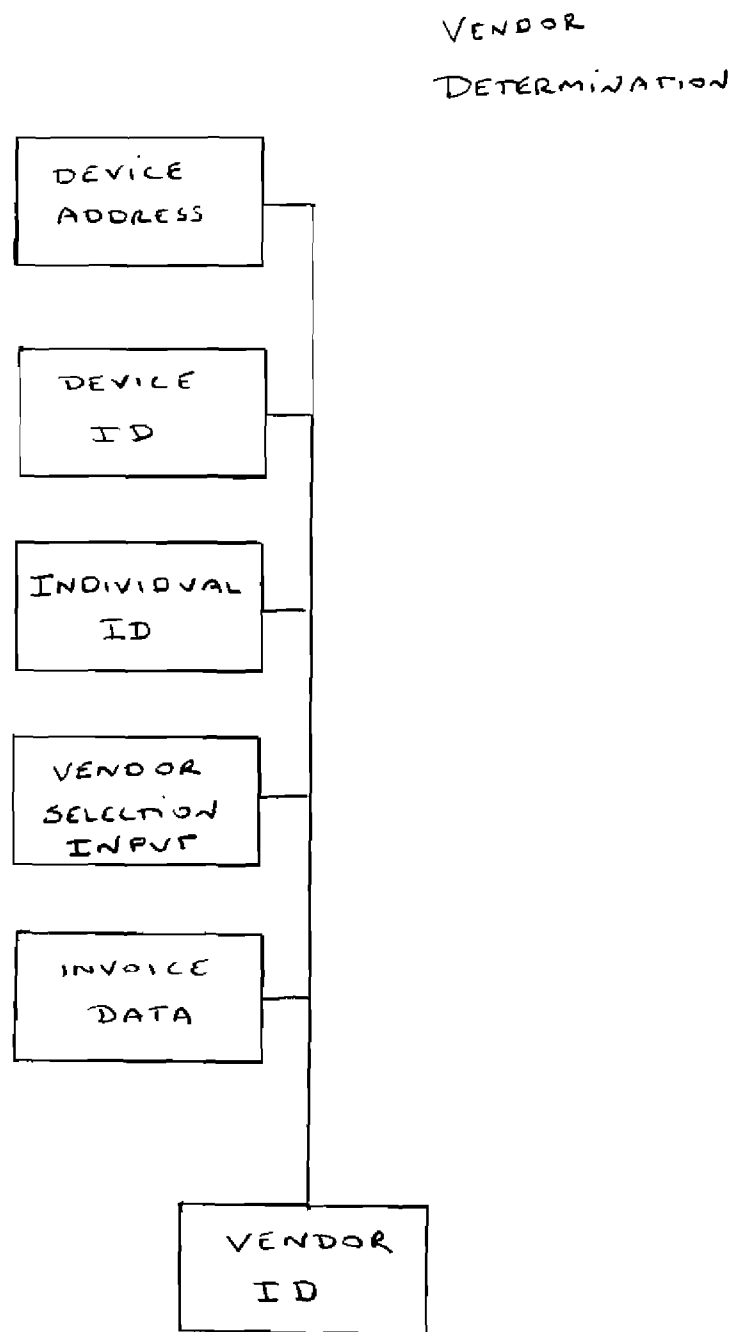 VENDOR
DETERMINATION
DEVICE
ADDRESS
DEVICE
ID
INDIVIDUAL
ID
VENDOR
SELECTION
INPUT
INVOICE
DATA
VENDOR
ID